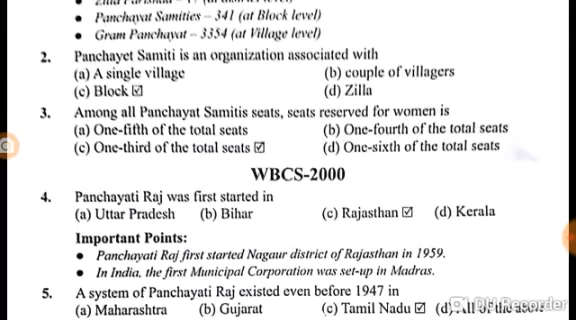 • Panchayat Samities – 341 (at Block level)
• Gram Panchayat – 3354 (at Village level)
2. Panchayet Samiti is an organization associated with
(a) A single village (b) couple of villagers
(c) Block ☑ (d) Zilla
3. Among all Panchayat Samitis seats, seats reserved for women is
(a) One-fifth of the total seats (b) One-fourth of the total seats
(c) One-third of the total seats ☑ (d) One-sixth of the total seats
WBCS-2000
4. Panchayati Raj was first started in
(a) Uttar Pradesh (b) Bihar (c) Rajasthan ☑ (d) Kerala
Important Points:
• Panchayati Raj first started Nagaur district of Rajasthan in 1959.
• In India, the first Municipal Corporation was set-up in Madras.
5. A system of Panchayati Raj existed even before 1947 in
(a) Maharashtra (b) Gujarat (c) Tamil Nadu ☑ (d) All of the above
DU Recorder